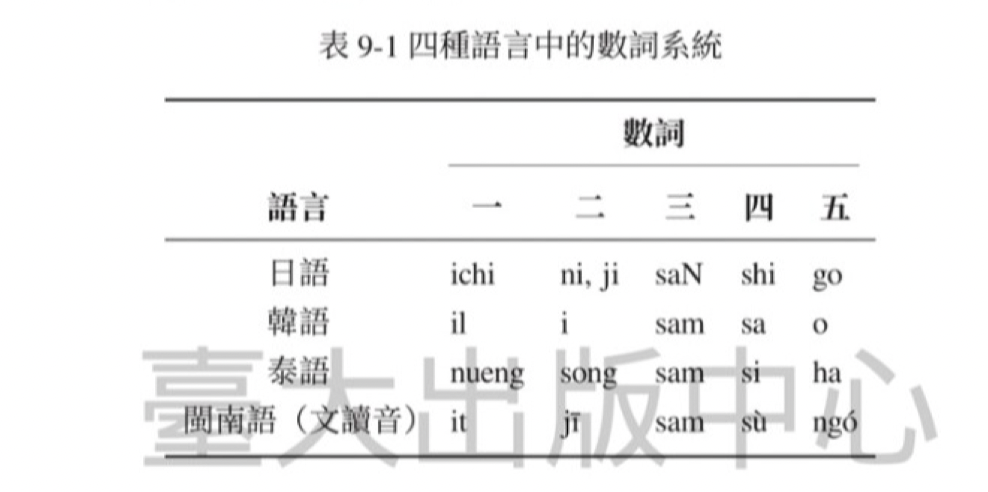 表 9-1 四種語言中的數詞系統
數詞
語言 一 二 三 四 五
日語 ichi ni, ji saN shi go
韓語 il i sam sa o
泰語 nueng song sam si ha
閩南語（文讀音） it jī sam sù ngó
臺大出版中心